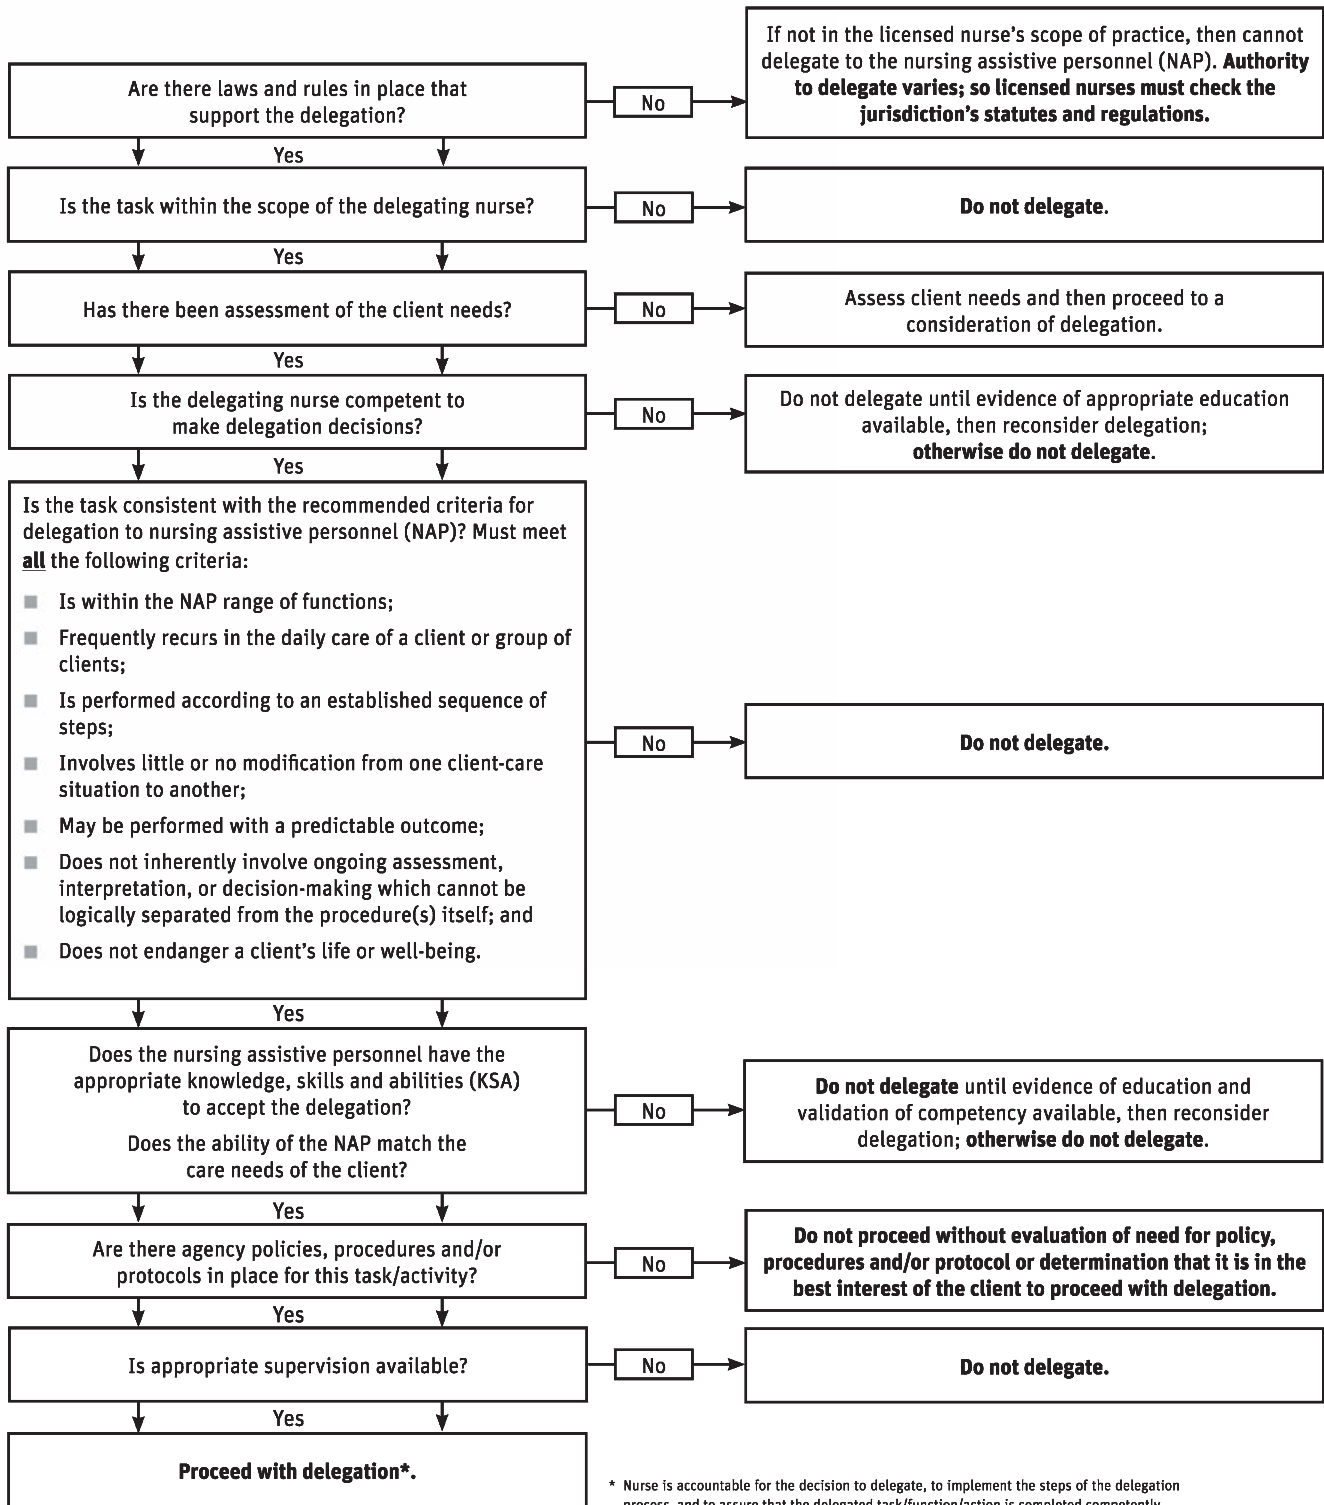 Are there laws and rules in place that
support the delegation?
No
If not in the licensed nurse's scope of practice, then cannot
delegate to the nursing assistive personnel (NAP). Authority
to delegate varies; so licensed nurses must check the
jurisdiction's statutes and regulations.
Yes
Is the task within the scope of the delegating nurse?
No
Do not delegate.
Yes
Has there been assessment of the client needs?
No
Assess client needs and then proceed to a
consideration of delegation.
Yes
Is the delegating nurse competent to
make delegation decisions?
No
Do not delegate until evidence of appropriate education
available, then reconsider delegation;
otherwise do not delegate.
Yes
Is the task consistent with the recommended criteria for
delegation to nursing assistive personnel (NAP)? Must meet
all the following criteria:
Is within the NAP range of functions;
Frequently recurs in the daily care of a client or group of
clients;
Is performed according to an established sequence of
steps;
Involves little or no modification from one client-care
situation to another;
May be performed with a predictable outcome;
Does not inherently involve ongoing assessment,
interpretation, or decision-making which cannot be
logically separated from the procedure(s) itself; and
Does not endanger a client's life or well-being.
No
Do not delegate.
Yes
Does the nursing assistive personnel have the
appropriate knowledge, skills and abilities (KSA)
to accept the delegation?
Does the ability of the NAP match the
care needs of the client?
No
Do not delegate until evidence of education and
validation of competency available, then reconsider
delegation; otherwise do not delegate.
Yes
Are there agency policies, procedures and/or
protocols in place for this task/activity?
No
Do not proceed without evaluation of need for policy,
procedures and/or protocol or determination that it is in the
best interest of the client to proceed with delegation.
Yes
Is appropriate supervision available?
No
Do not delegate.
Yes
Proceed with delegation*.
* Nurse is accountable for the decision to delegate, to implement the steps of the delegation
process, and to assure that the delegated task/function/action is completed competently.